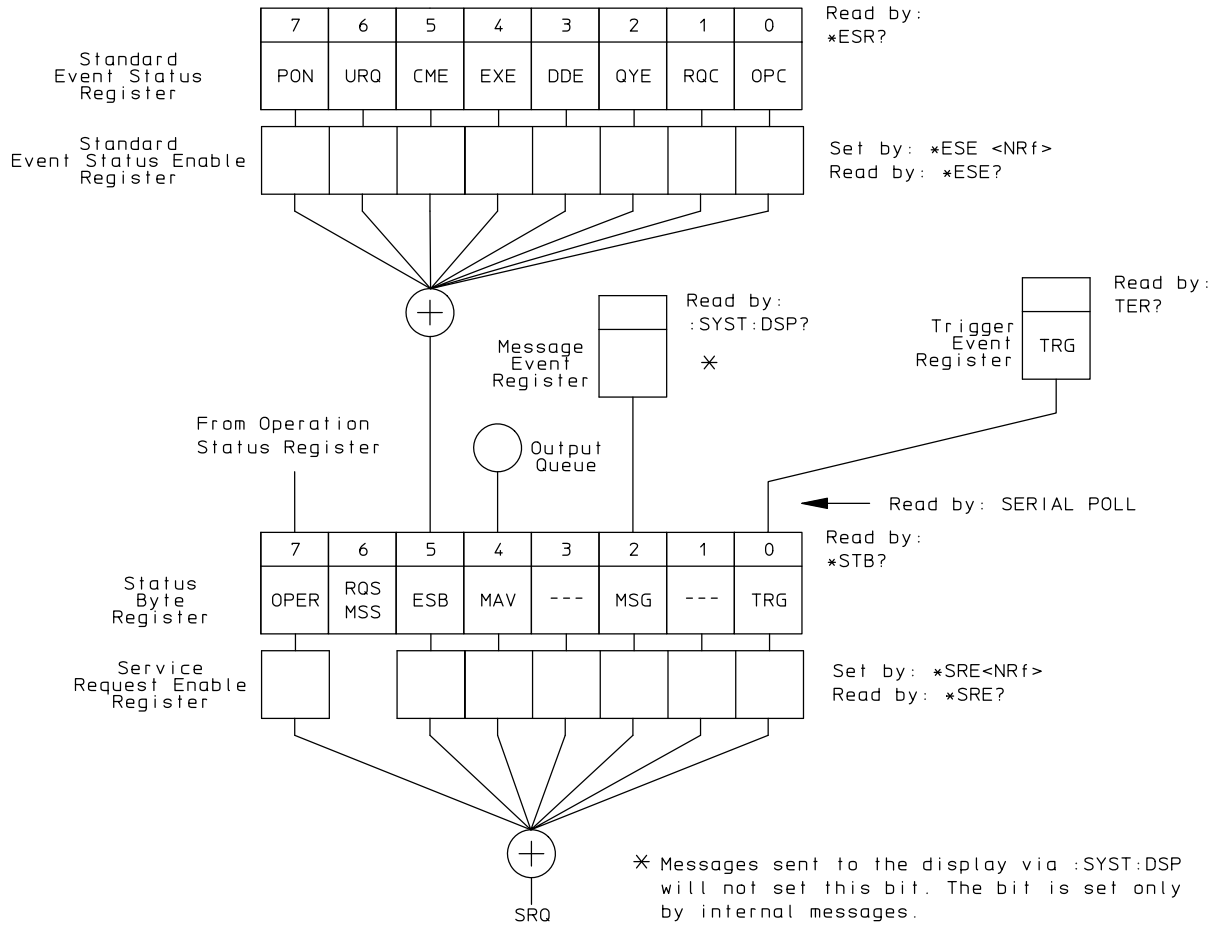 7 6 5 4 3 2 1 0
Read by:
*ESR?
Standard
Event Status
Register
PON URQ CME EXE DDE QYE RQC OPC
Standard
Event Status Enable
Register
Set by: *ESE <NRf>
Read by: *ESE?
Read by:
:SYST:DSP?
*
Message
Event
Register
Read by:
TER?
Trigger
Event
Register
TRG
From Operation
Status Register
Output
Queue
Read by: SERIAL POLL
7 6 5 4 3 2 1 0
Read by:
*STB?
Status
Byte
Register
OPER RQS MSS ESB MAV --- MSG --- TRG
Service
Request Enable
Register
Set by: *SRE<NRf>
Read by: *SRE?
SRQ
* Messages sent to the display via :SYST:DSP
will not set this bit. The bit is set only
by internal messages.